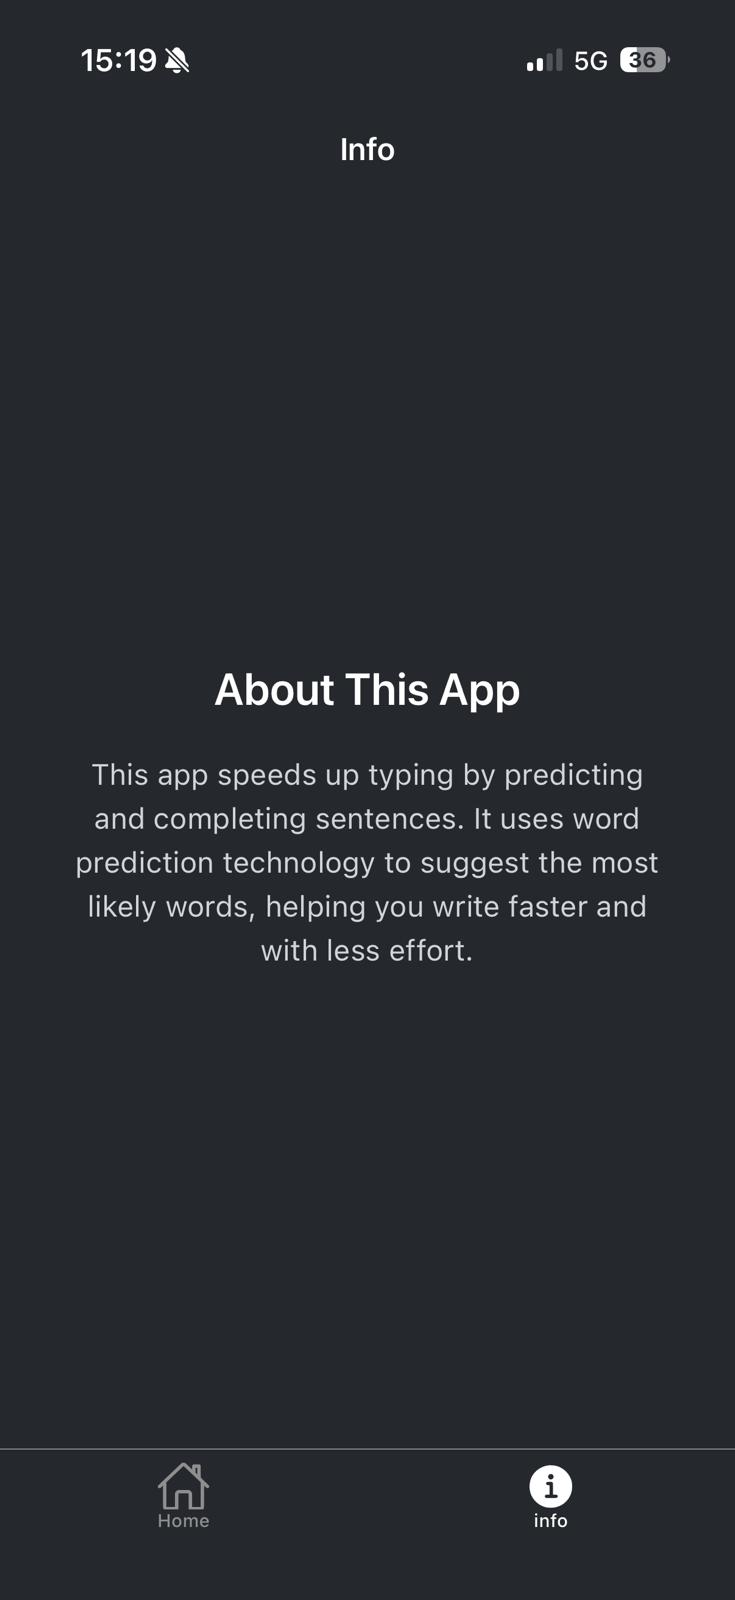 15:19
5G 36
Info
About This App
This app speeds up typing by predicting
and completing sentences. It uses word
prediction technology to suggest the most
likely words, helping you write faster and
with less effort.
Home
info